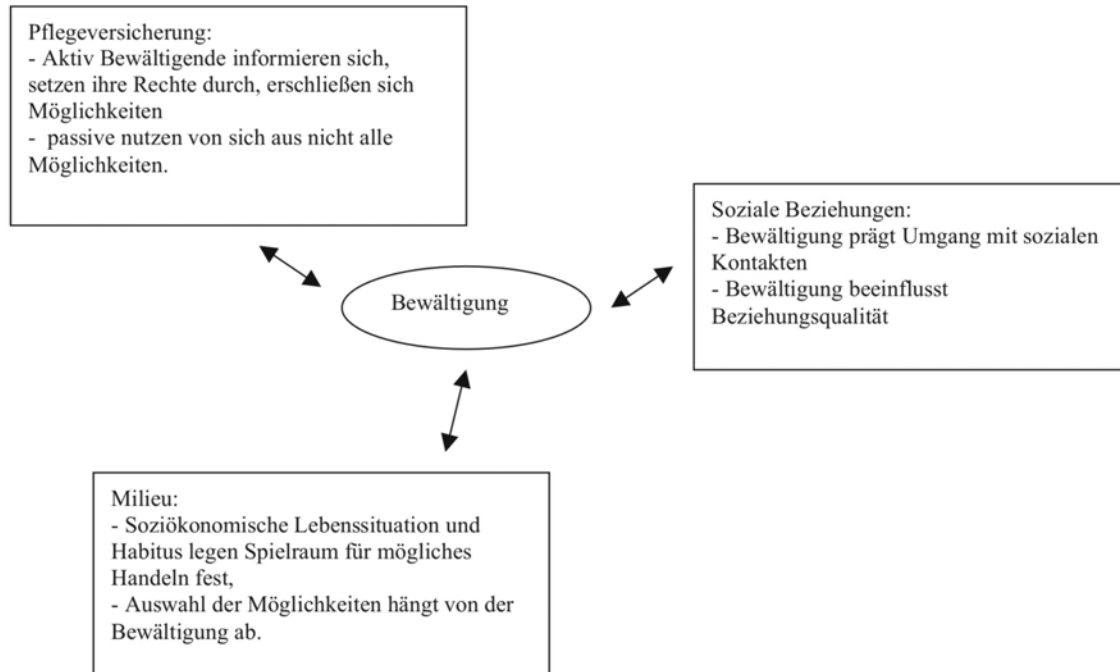 Pflegeversicherung:
- Aktiv Bewältigende informieren sich,
setzen ihre Rechte durch, erschließen sich
Möglichkeiten
- passive nutzen von sich aus nicht alle
Möglichkeiten.
Soziale Beziehungen:
- Bewältigung prägt Umgang mit sozialen
Kontakten
- Bewältigung beeinflusst
Beziehungsqualität
Bewältigung
Milieu:
- Soziökonomische Lebenssituation und
Habitus legen Spielraum für mögliches
Handeln fest,
- Auswahl der Möglichkeiten hängt von der
Bewältigung ab.